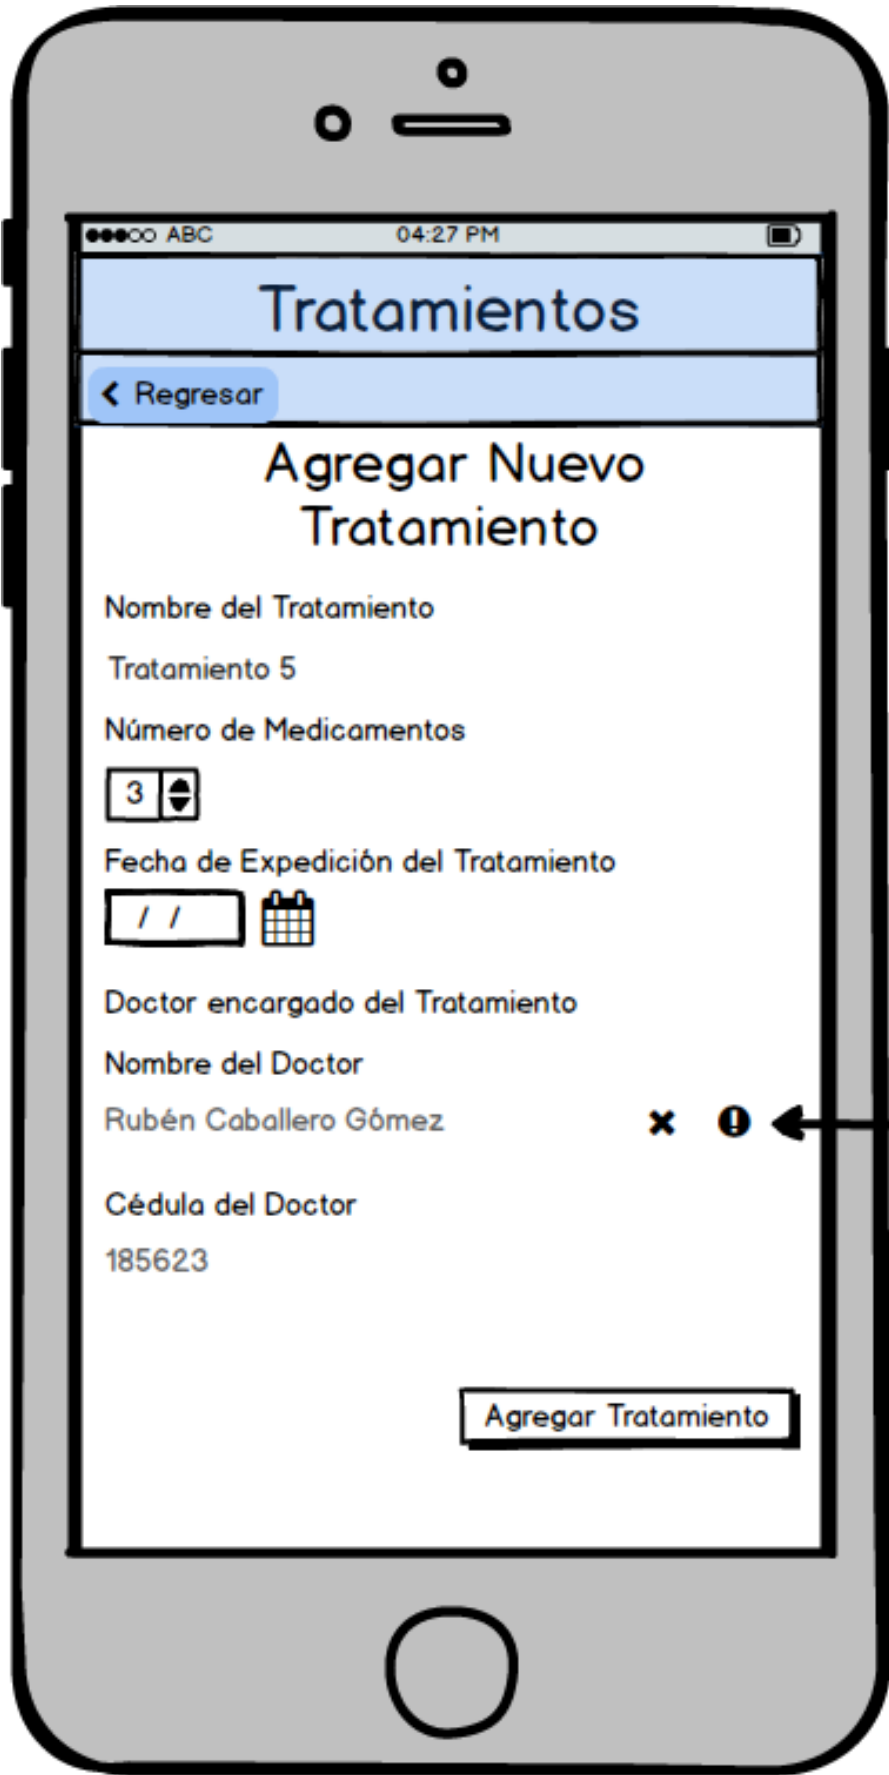 ABC 04:27 PM
Tratamientos
Regresar
Agregar Nuevo
Tratamiento
Nombre del Tratamiento
Tratamiento 5
Número de Medicamentos
3
Fecha de Expedición del Tratamiento
/ /
Doctor encargado del Tratamiento
Nombre del Doctor
Rubén Caballero Gómez
Cédula del Doctor
185623
Agregar Tratamiento